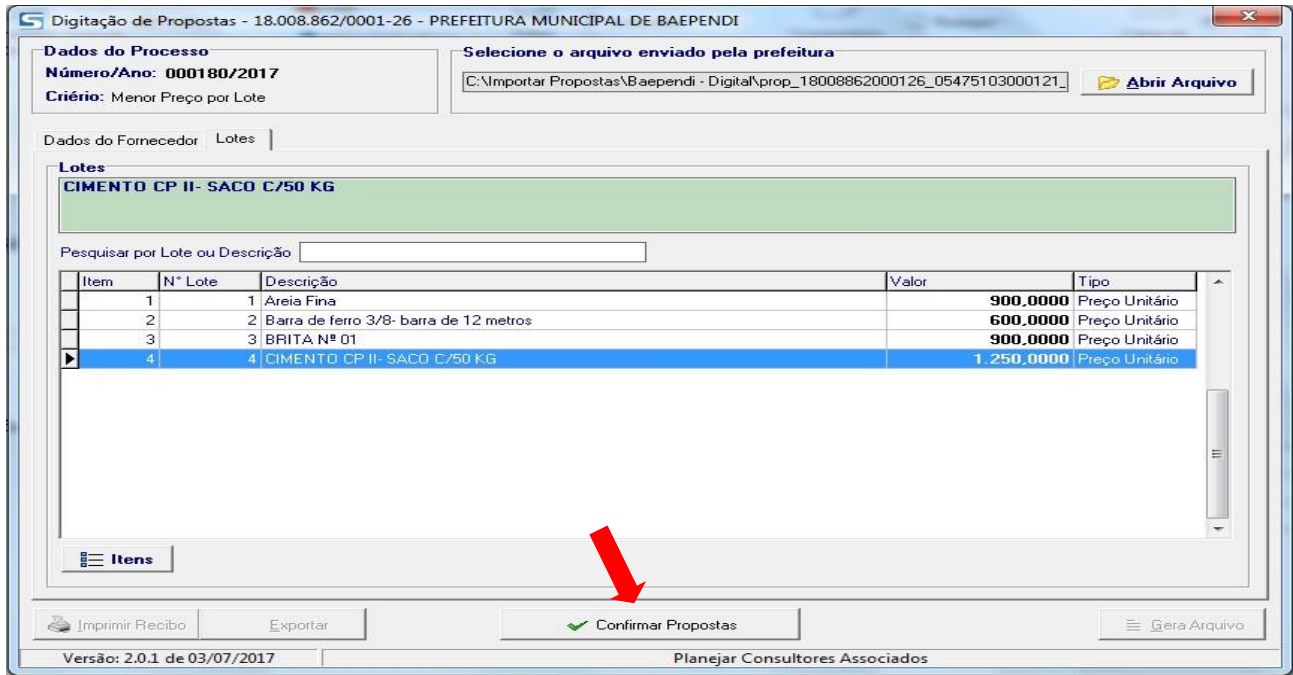 Digitação de Propostas - 18.008.862/0001-26 - PREFEITURA MUNICIPAL DE BAEPENDI
Dados do Processo
Número/Ano: 000180/2017
Criério: Menor Preço por Lote
Selecione o arquivo enviado pela prefeitura
C:\Importar Propostas\Baependi - Digital\prop_18008862000126_05475103000121_
Abrir Arquivo
Dados do Fornecedor Lotes
Lotes
CIMENTO CP II- SACO C/50 KG
Pesquisar por Lote ou Descrição
Item N° Lote Descrição Valor Tipo
1 1 Areia Fina 900,0000 Preço Unitário
2 2 Barra de ferro 3/8- barra de 12 metros 600,0000 Preço Unitário
3 3 BRITA Nº 01 900,0000 Preço Unitário
4 4 CIMENTO CP II- SACO C/50 KG 1.250,0000 Preço Unitário
Itens
Imprimir Recibo Exportar Confirmar Propostas Gera Arquivo
Versão: 2.0.1 de 03/07/2017 Planejar Consultores Associados